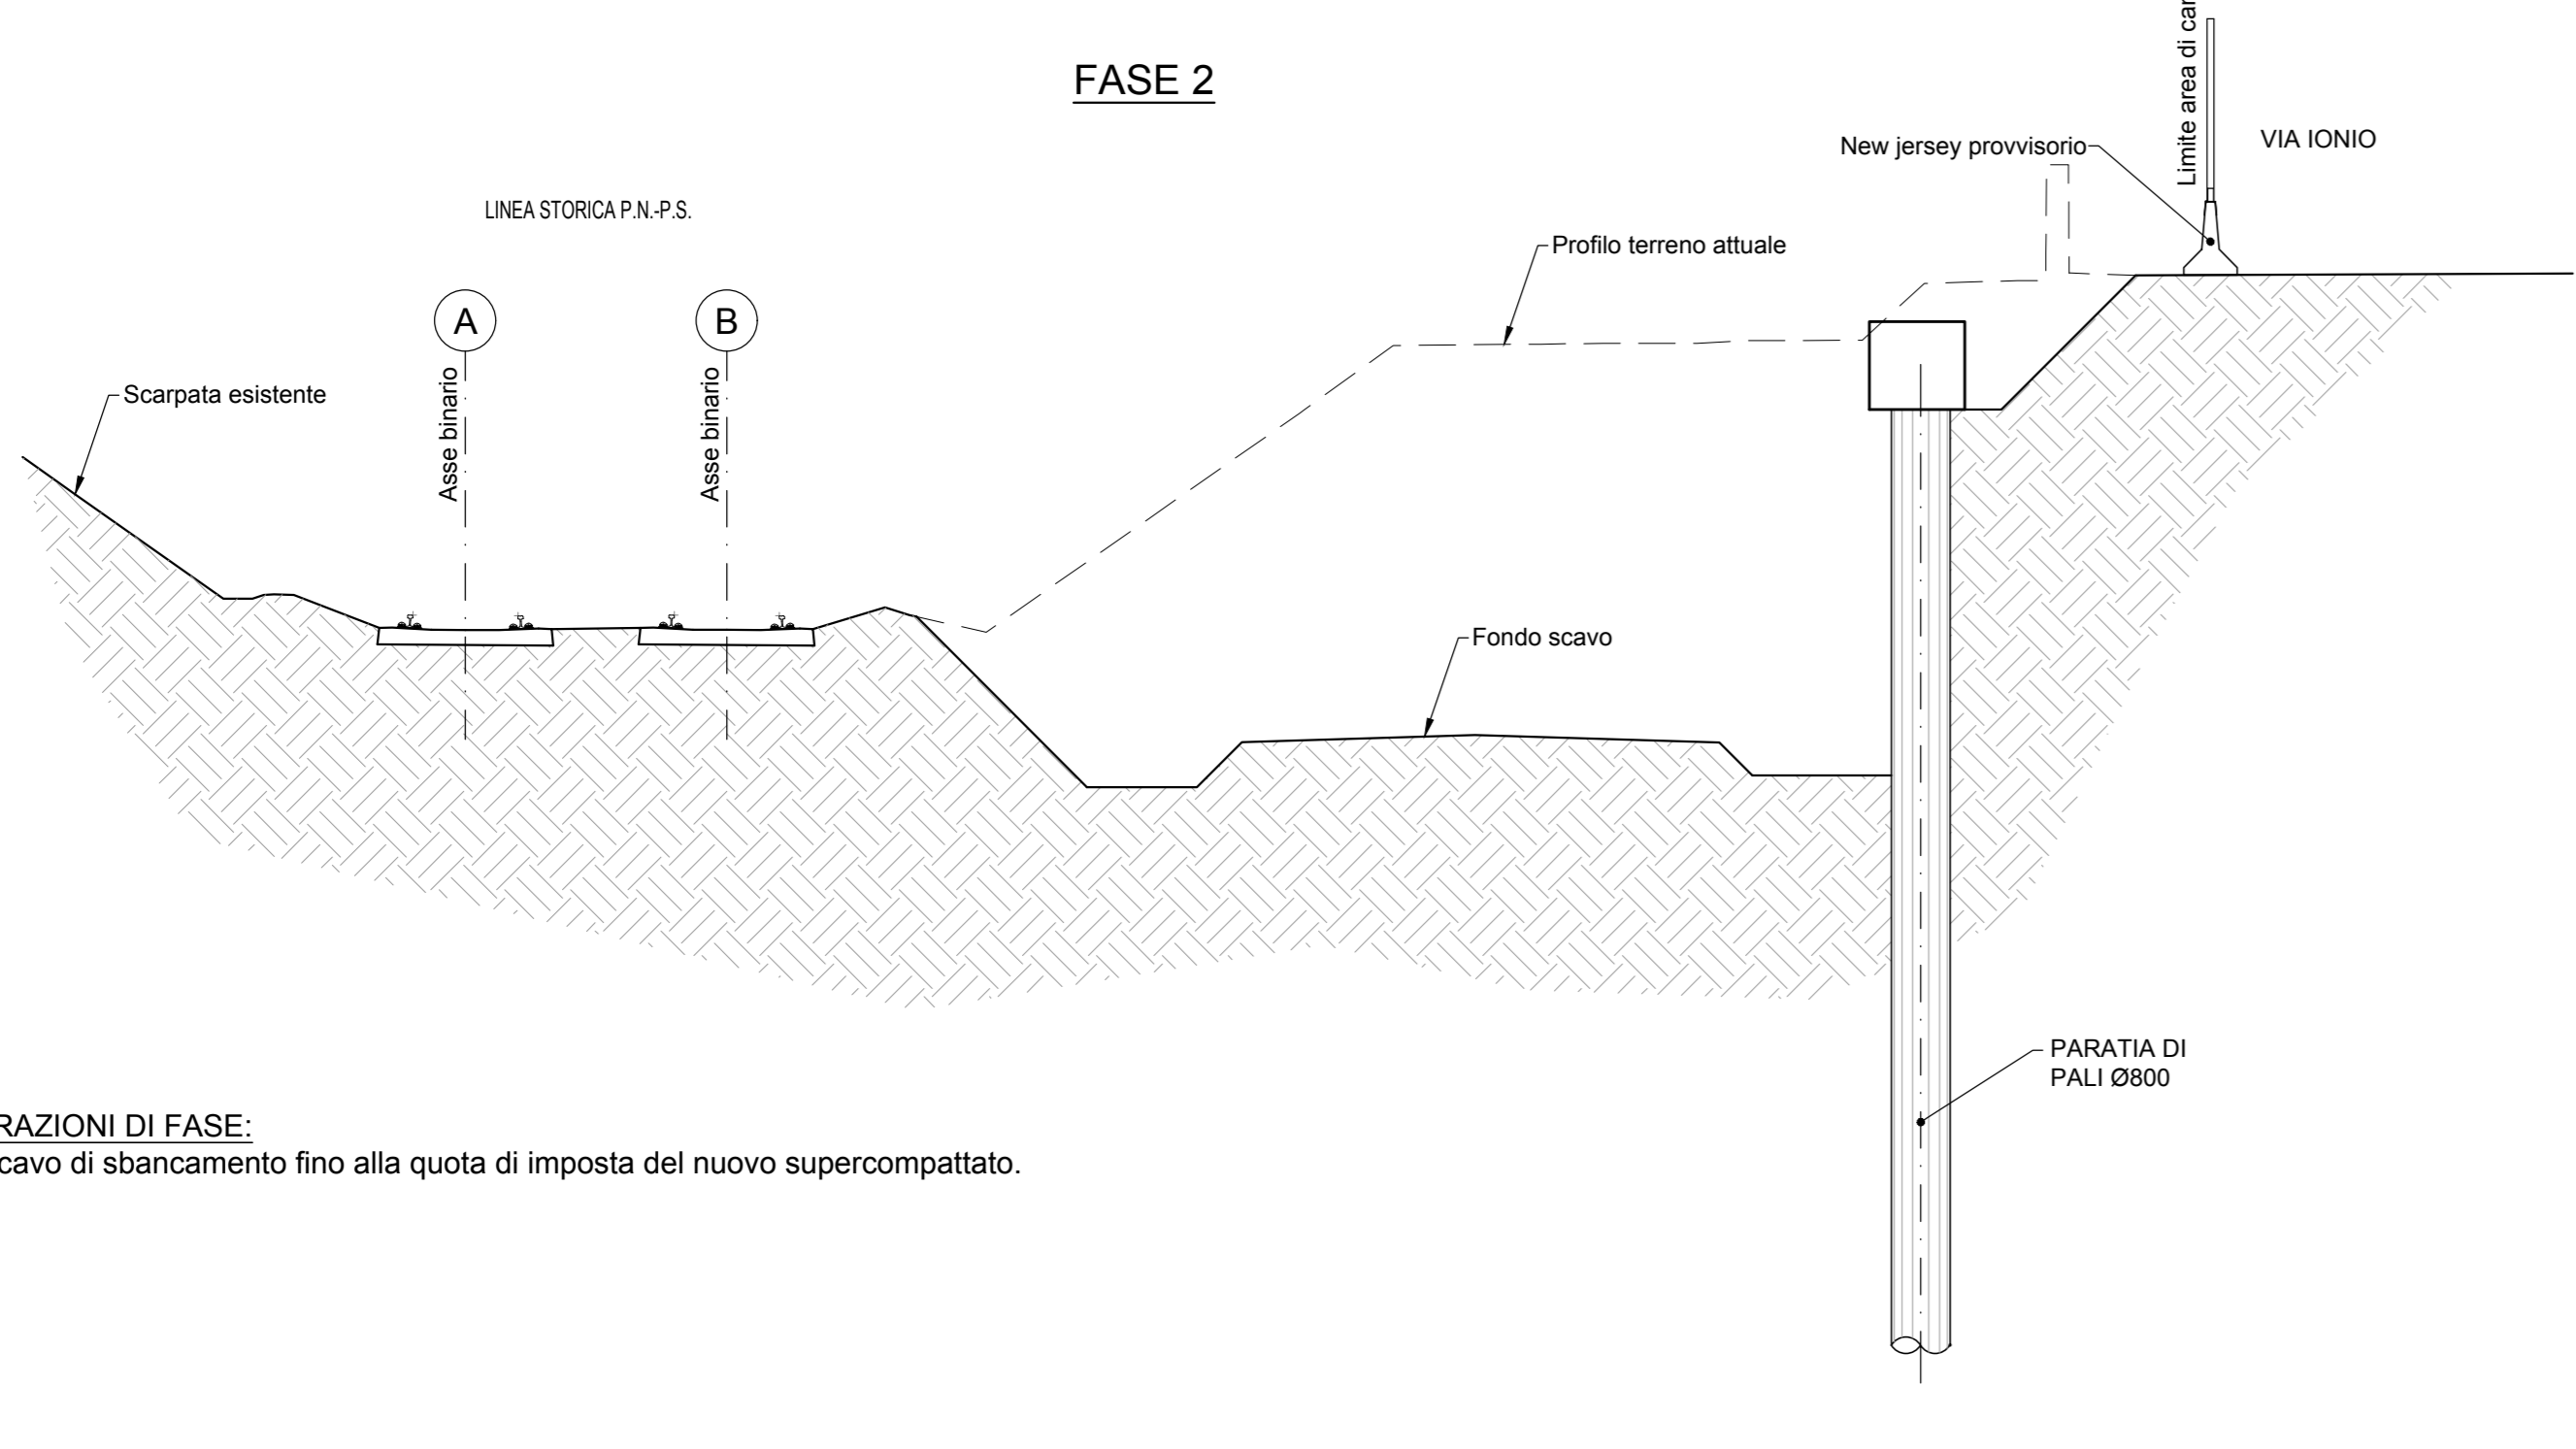 FASE 2
Limite area di
VIA IONIO
New jersey provvisorio
LINEA STORICA P.N.-P.S.
Profilo terreno attuale
A
B
Asse binario
Asse binario
Scarpata esistente
Fondo scavo
PARATIA DI
PALI Ø800
RAZIONI DI FASE:
cavo di sbancamento fino alla quota di imposta del nuovo supercompattato.